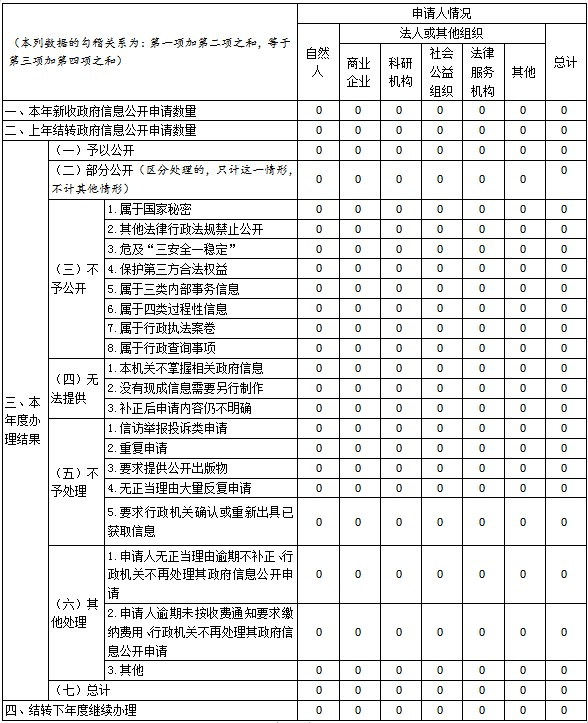 （本列数据的勾稽关系为：第一项加第二项之和，等于
第三项加第四项之和）
申请人情况
自然
人
法人或其他组织
总计
商业
企业
科研
机构
社会
公益
组织
法律
服务
机构
其他
一、本年新收政府信息公开申请数量 0 0 0 0 0 0 0
二、上年结转政府信息公开申请数量 0 0 0 0 0 0 0
三、本
年度办
理结果
（一）予以公开 0 0 0 0 0 0 0
（二）部分公开（区分处理的，只计这一情形，
不计其他情形） 0 0 0 0 0 0 0
（三）不
予公开
1.属于国家秘密 0 0 0 0 0 0 0
2.其他法律行政法规禁止公开 0 0 0 0 0 0 0
3.危及“三安全一稳定” 0 0 0 0 0 0 0
4.保护第三方合法权益 0 0 0 0 0 0 0
5.属于三类内部事务信息 0 0 0 0 0 0 0
6.属于四类过程性信息 0 0 0 0 0 0 0
7.属于行政执法案卷 0 0 0 0 0 0 0
8.属于行政查询事项 0 0 0 0 0 0 0
（四）无
法提供
1.本机关不掌握相关政府信息 0 0 0 0 0 0 0
2.没有现成信息需要另行制作 0 0 0 0 0 0 0
3.补正后申请内容仍不明确 0 0 0 0 0 0 0
（五）不
予处理
1.信访举报投诉类申请 0 0 0 0 0 0 0
2.重复申请 0 0 0 0 0 0 0
3.要求提供公开出版物 0 0 0 0 0 0 0
4.无正当理由大量反复申请 0 0 0 0 0 0 0
5.要求行政机关确认或重新出具已
获取信息 0 0 0 0 0 0 0
（六）其
他处理
1.申请人无正当理由逾期不补正、行
政机关不再处理其政府信息公开申
请 0 0 0 0 0 0 0
2.申请人逾期未按收费通知要求缴
纳费用、行政机关不再处理其政府信
息公开申请 0 0 0 0 0 0 0
3.其他 0 0 0 0 0 0 0
（七）总计 0 0 0 0 0 0 0
四、结转下年度继续办理 0 0 0 0 0 0 0